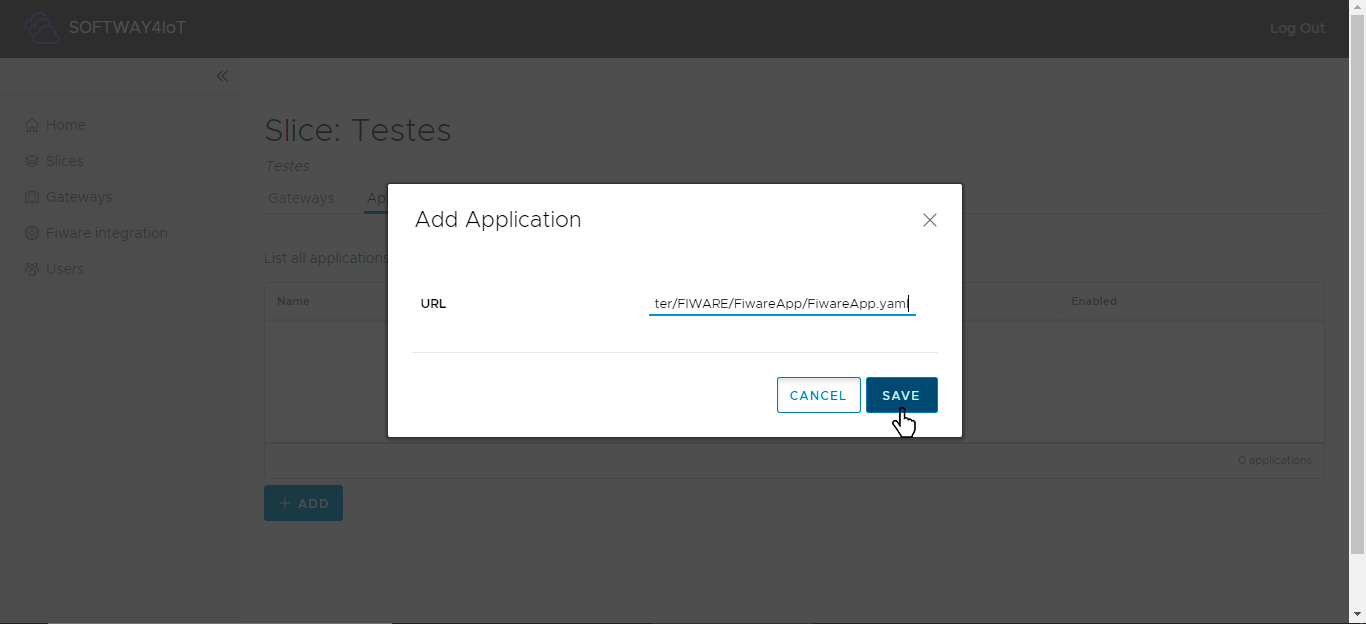 SOFTWAY4IoT
Log Out
Home
Slices
Gateways
Fiware integration
Users
Slice: Testes
Testes
Gateways
List all applications
Name
Enabled
0 applications
+ ADD
Add Application
URL
ter/FIWARE/FiwareApp/FiwareApp.yaml
CANCEL
SAVE